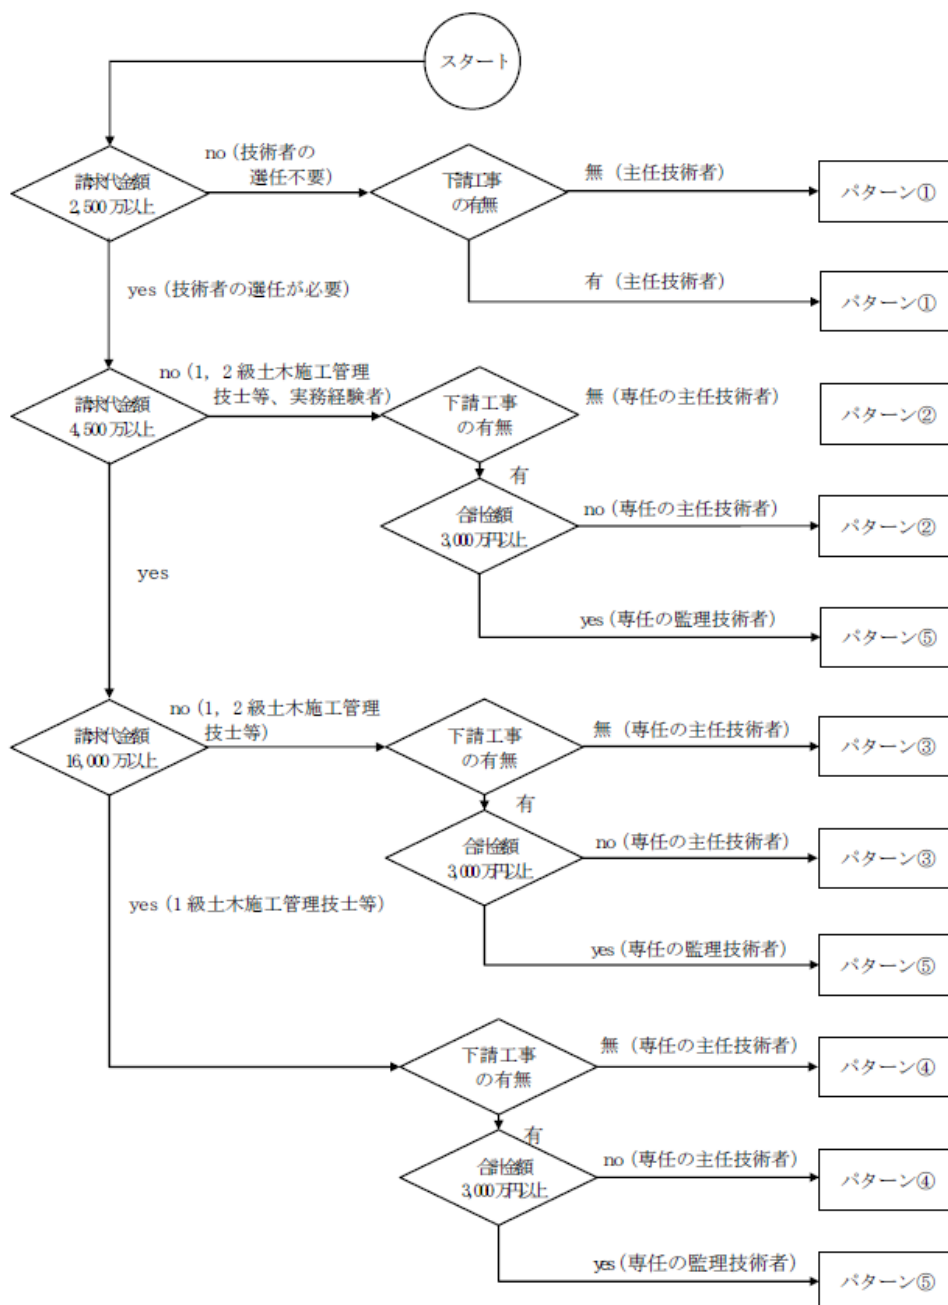 スタート
no (技術者の
選任不要)
請求代金額
2,500万以上
下請工事
の有無
無 (主任技術者)
パターン①
有 (主任技術者)
パターン①
yes (技術者の選任が必要)
no (1, 2級土木施工管理
技士等、実務経験者)
請求代金額
4,500万以上
下請工事
の有無
無 (専任の主任技術者)
パターン②
有
合計金額
3,000万円以上
no (専任の主任技術者)
パターン②
yes
yes (専任の監理技術者)
パターン⑤
no (1, 2級土木施工管理
技士等)
請求代金額
16,000万以上
下請工事
の有無
無 (専任の主任技術者)
パターン③
有
合計金額
3,000万円以上
no (専任の主任技術者)
パターン③
yes (1級土木施工管理技士等)
yes (専任の監理技術者)
パターン⑤
下請工事
の有無
無 (専任の主任技術者)
パターン④
有
合計金額
3,000万円以上
no (専任の主任技術者)
パターン④
yes (専任の監理技術者)
パターン⑤